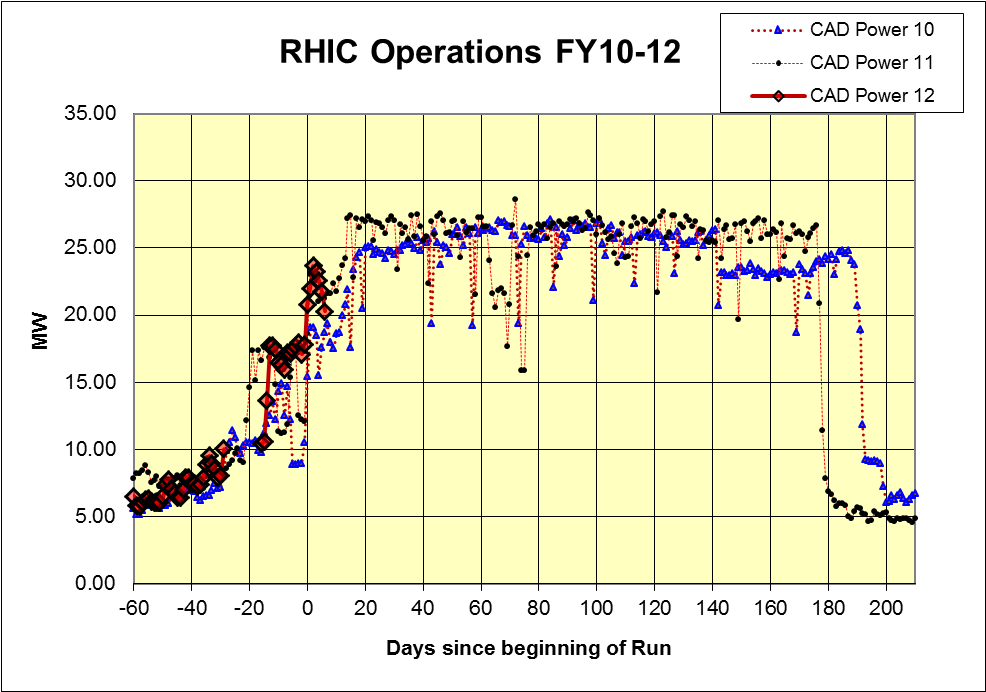 RHIC Operations FY10-12
CAD Power 10
CAD Power 11
CAD Power 12
35.00
30.00
25.00
20.00
15.00
10.00
5.00
0.00
MW
-60 -40 -20 0 20 40 60 80 100 120 140 160 180 200
Days since beginning of Run